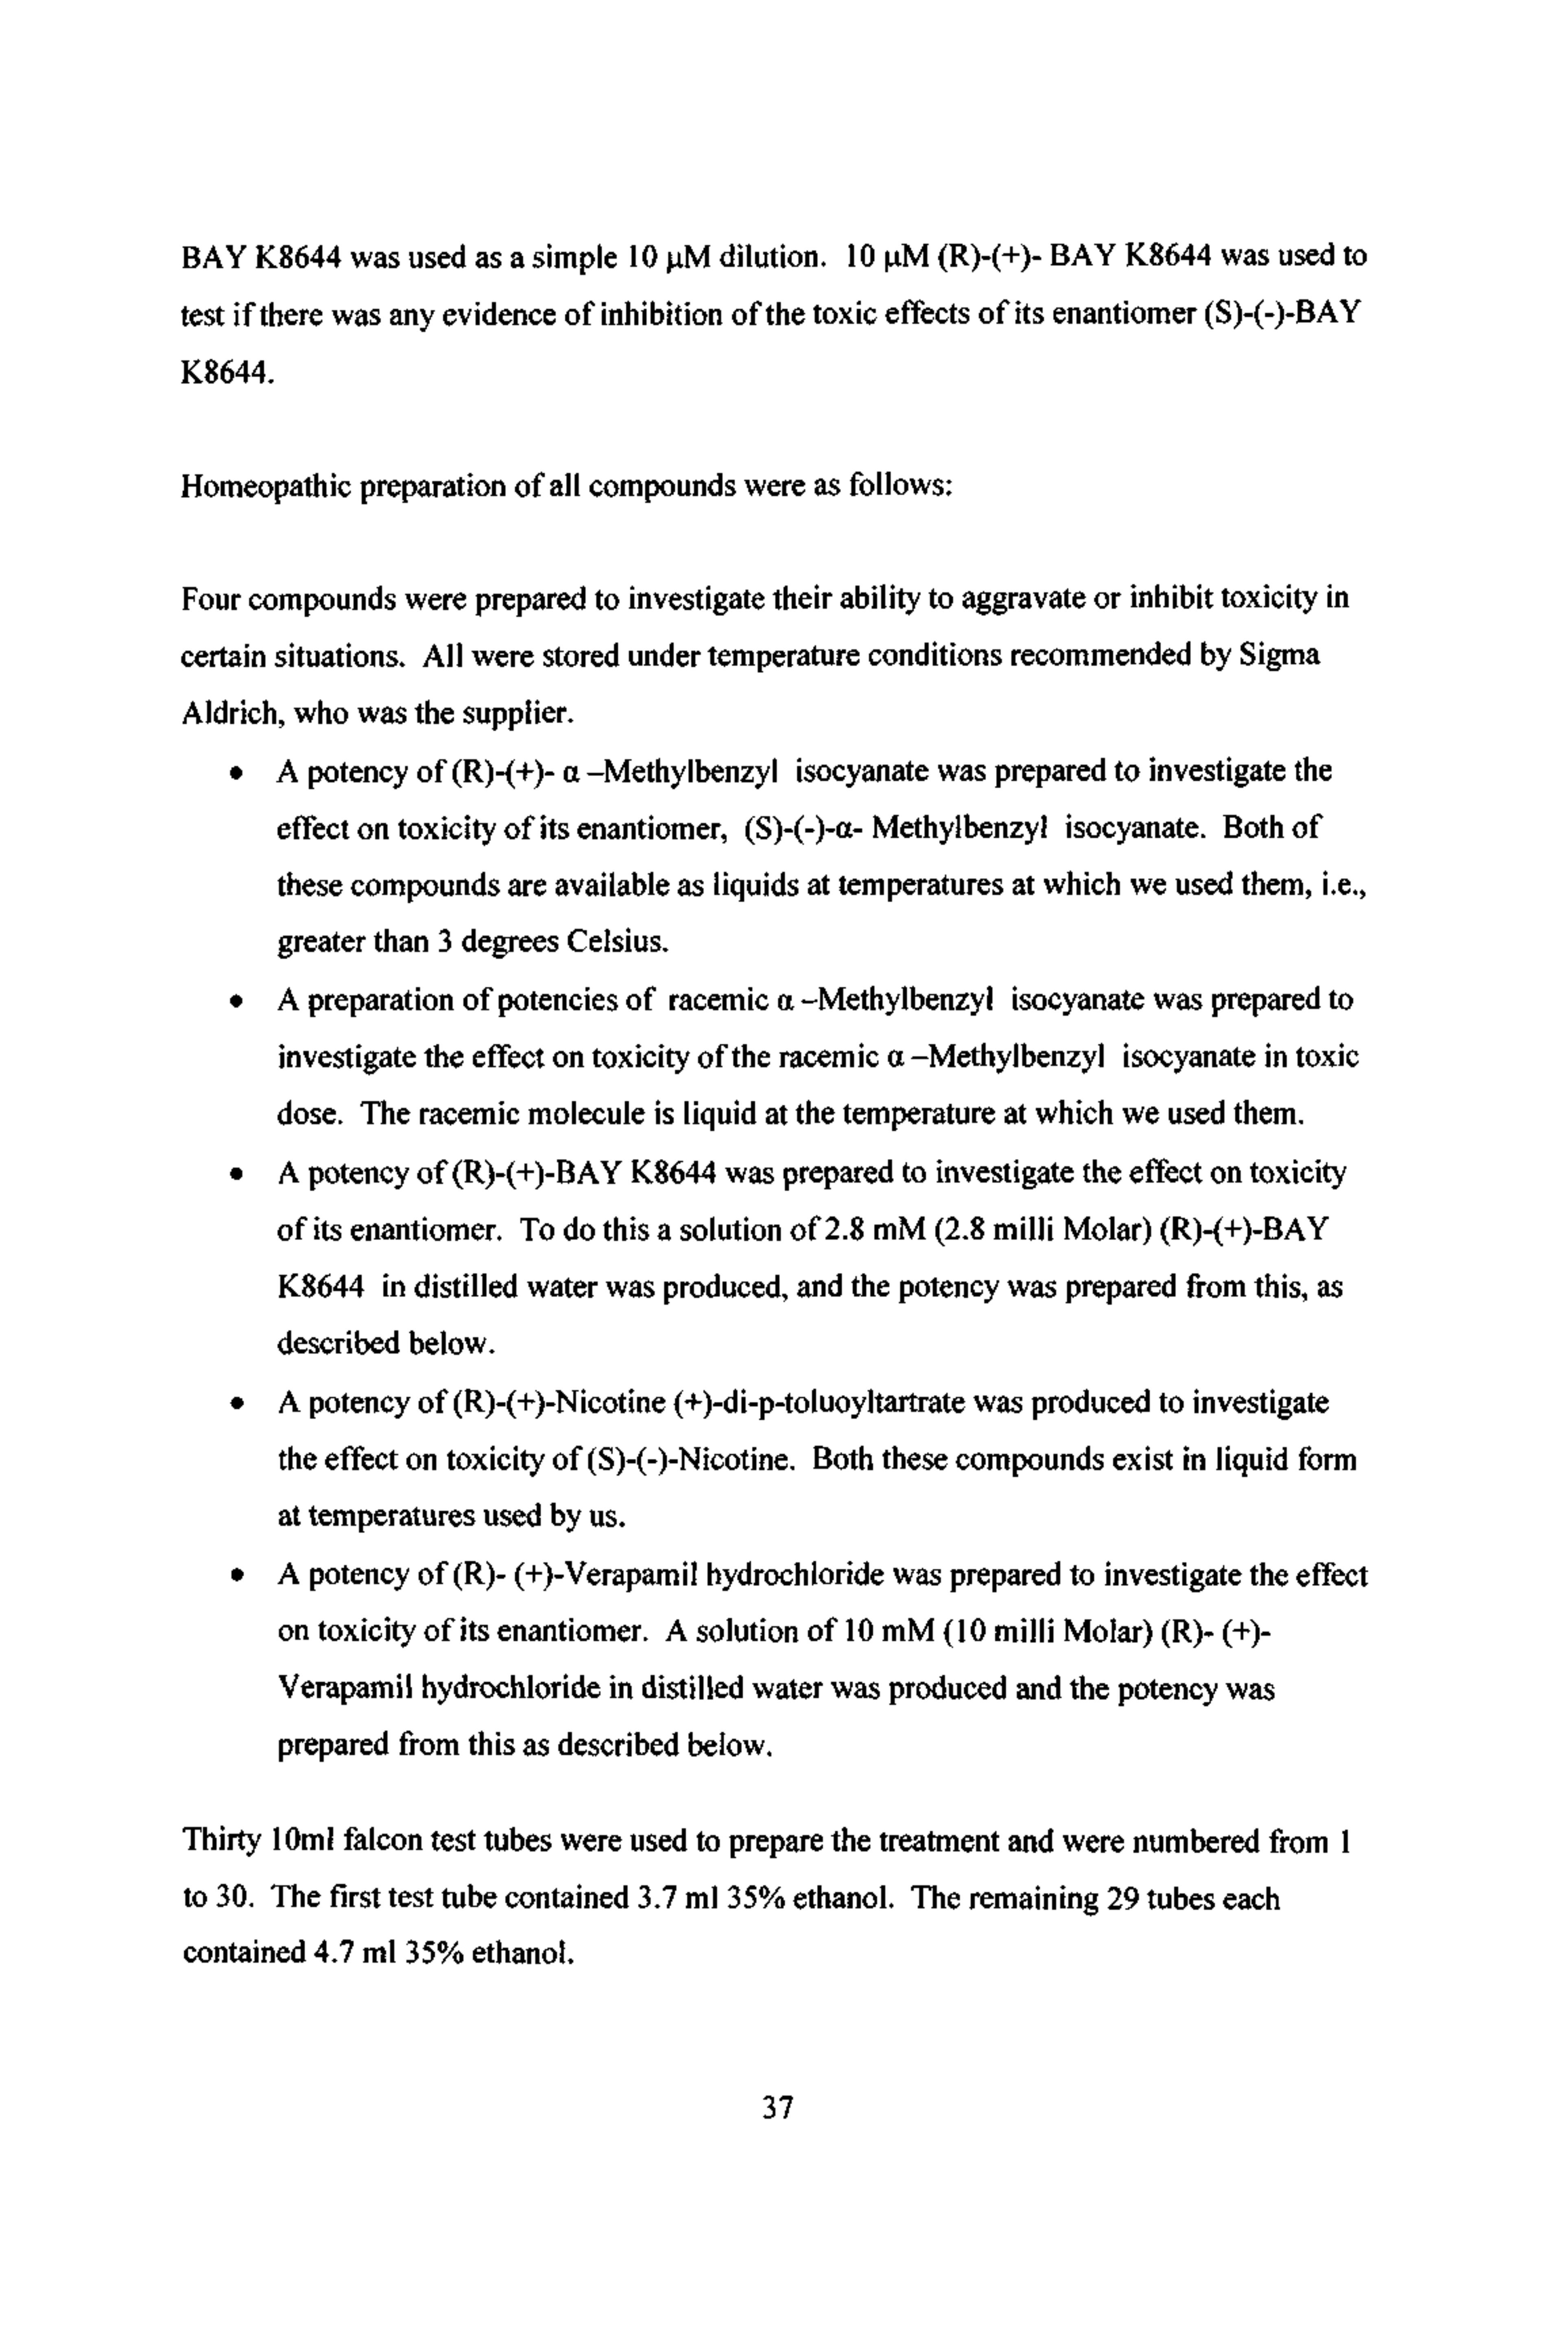 BAY K8644 was used as a simple 10 µM dilution. 10 µM (R)-(+)- BAY K8644 was used to
test if there was any evidence of inhibition of the toxic effects of its enantiomer (S)-(-)-BAY
K8644.
Homeopathic preparation of all compounds were as follows:
Four compounds were prepared to investigate their ability to aggravate or inhibit toxicity in
certain situations. All were stored under temperature conditions recommended by Sigma
Aldrich, who was the supplier.
• A potency of (R)-(+)- α –Methylbenzyl isocyanate was prepared to investigate the
effect on toxicity of its enantiomer, (S)-(-)-α- Methylbenzyl isocyanate. Both of
these compounds are available as liquids at temperatures at which we used them, i.e.,
greater than 3 degrees Celsius.
• A preparation of potencies of racemic α –Methylbenzyl isocyanate was prepared to
investigate the effect on toxicity of the racemic α –Methylbenzyl isocyanate in toxic
dose. The racemic molecule is liquid at the temperature at which we used them.
• A potency of (R)-(+)-BAY K8644 was prepared to investigate the effect on toxicity
of its enantiomer. To do this a solution of 2.8 mM (2.8 milli Molar) (R)-(+)-BAY
K8644 in distilled water was produced, and the potency was prepared from this, as
described below.
• A potency of (R)-(+)-Nicotine (+)-di-p-toluoyltartrate was produced to investigate
the effect on toxicity of (S)-(-)-Nicotine. Both these compounds exist in liquid form
at temperatures used by us.
• A potency of (R)- (+)-Verapamil hydrochloride was prepared to investigate the effect
on toxicity of its enantiomer. A solution of 10 mM (10 milli Molar) (R)- (+)-
Verapamil hydrochloride in distilled water was produced and the potency was
prepared from this as described below.
Thirty 10ml falcon test tubes were used to prepare the treatment and were numbered from 1
to 30. The first test tube contained 3.7 ml 35% ethanol. The remaining 29 tubes each
contained 4.7 ml 35% ethanol.
37